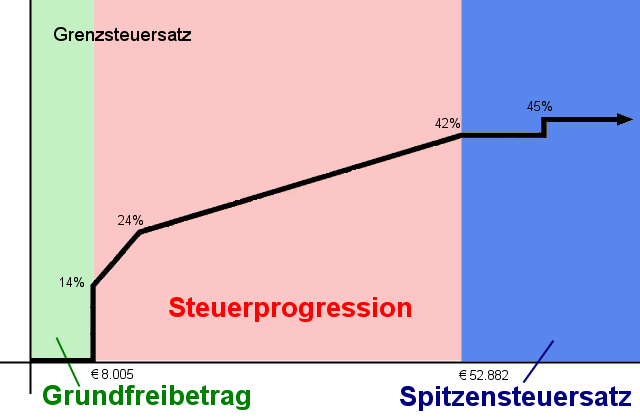 Grenzsteuersatz
45%
42%
24%
14%
Steuerprogression
€ 8.005
€ 52.882
Grundfreibetrag
Spitzensteuersatz